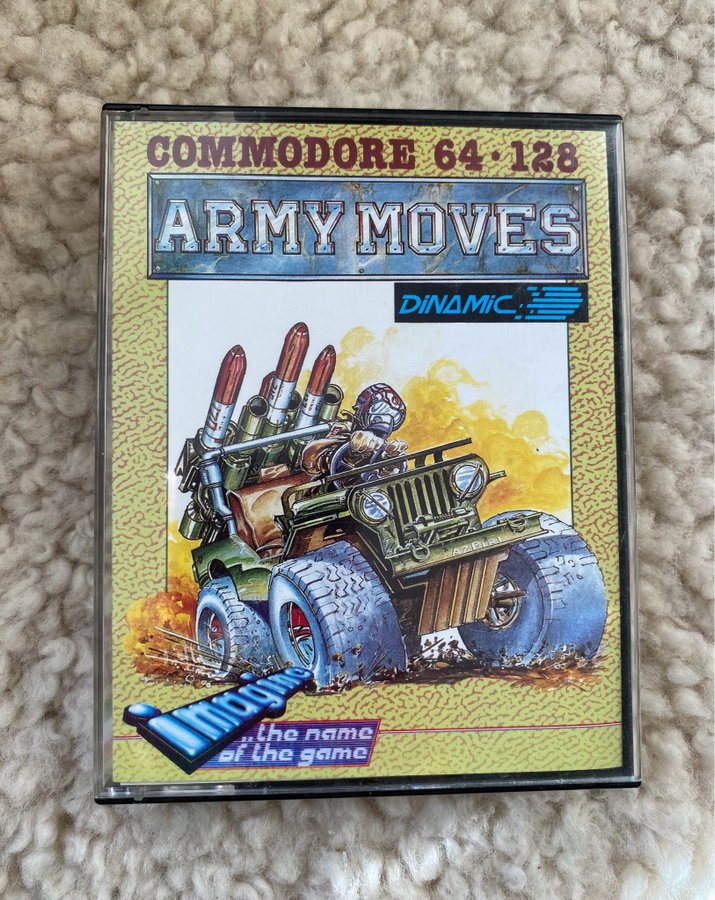 COMMODORE 64·128
ARMY MOVES
DiNAMiC
AZPIRI
imagine
...the name
of the game